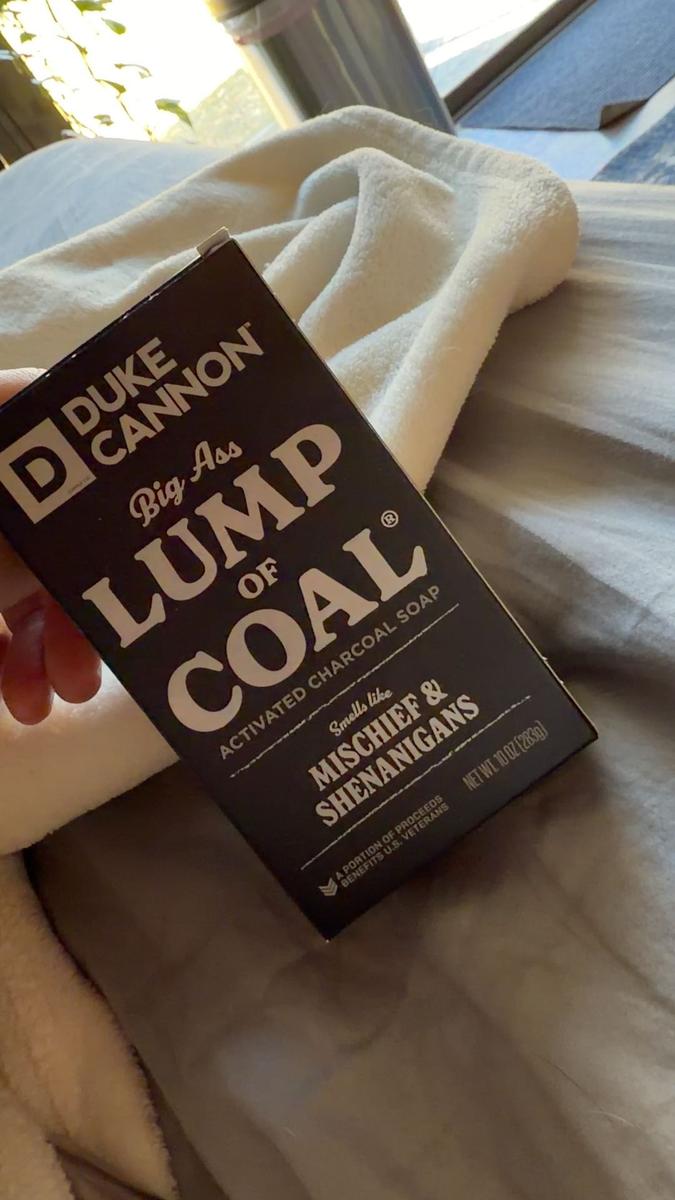 D
DUKE
CANNON™
Big Ass
LUMP
OF
COAL®
ACTIVATED CHARCOAL SOAP
Smells like
MISCHIEF &
SHENANIGANS
NET WT. 10 OZ (283g)
A PORTION OF PROCEEDS
BENEFITS U.S. VETERANS